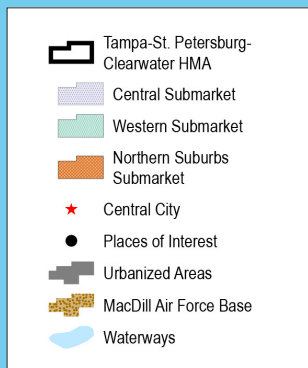 Tampa-St. Petersburg-
Clearwater HMA
Central Submarket
Western Submarket
Northern Suburbs
Submarket
Central City
Places of Interest
Urbanized Areas
MacDill Air Force Base
Waterways